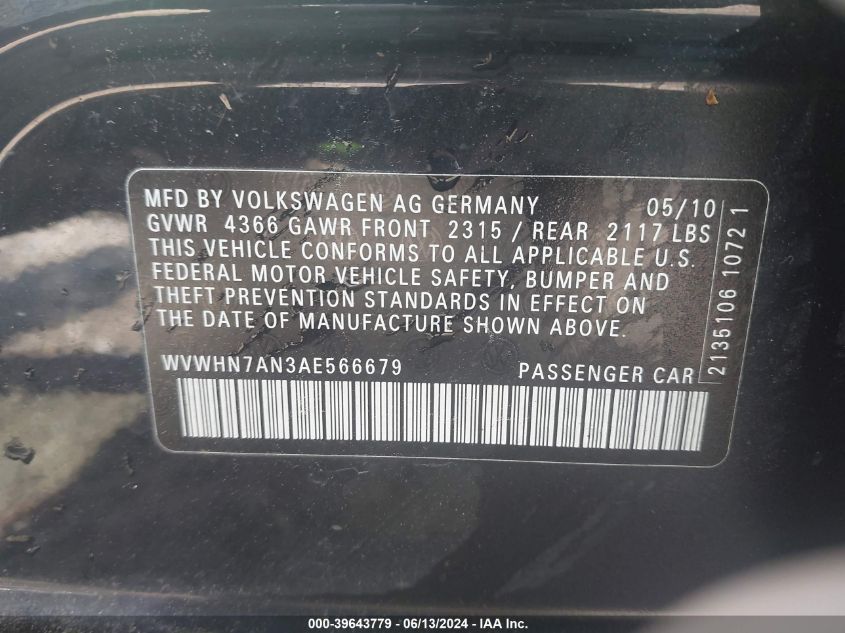 MFD BY VOLKSWAGEN AG GERMANY 05/10
GVWR 4366 GAWR FRONT 2315 / REAR 2117 LBS
THIS VEHICLE CONFORMS TO ALL APPLICABLE U.S.
FEDERAL MOTOR VEHICLE SAFETY, BUMPER AND
THEFT PREVENTION STANDARDS IN EFFECT ON
THE DATE OF MANUFACTURE SHOWN ABOVE.
WVWHN7AN3AE566679 PASSENGER CAR
2135106 10721
000-39643779 - 06/13/2024 - IAA Inc.